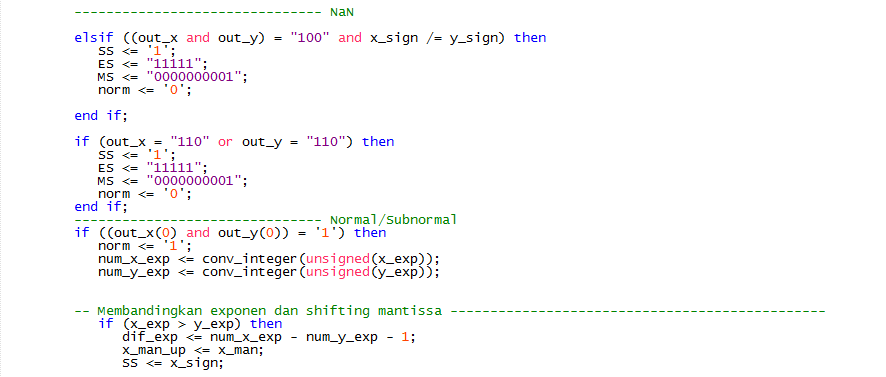 ------------------------------- NaN
elsif ((out_x and out_y) = "100" and x_sign /= y_sign) then
SS <= '1';
ES <= "11111";
MS <= "0000000001";
norm <= '0';
end if;
if (out_x = "110" or out_y = "110") then
SS <= '1';
ES <= "11111";
MS <= "0000000001";
norm <= '0';
end if;
------------------------------- Normal/Subnormal
if ((out_x(0) and out_y(0)) = '1') then
norm <= '1';
num_x_exp <= conv_integer(unsigned(x_exp));
num_y_exp <= conv_integer(unsigned(y_exp));
-- Membandingkan exponen dan shifting mantissa -----------------------------------------------
if (x_exp > y_exp) then
dif_exp <= num_x_exp - num_y_exp - 1;
x_man_up <= x_man;
SS <= x_sign;